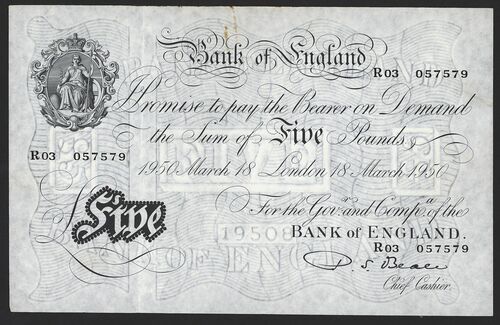 Bank of England
R03 057579
I Promise to pay the Bearer on Demand
the Sum of Five Pounds
R03 057579
1950 March 18 London 18 March 1950
For the Govr. and Compa. of the
£Five
BANK of ENGLAND.
R03 057579
Chief Cashier.